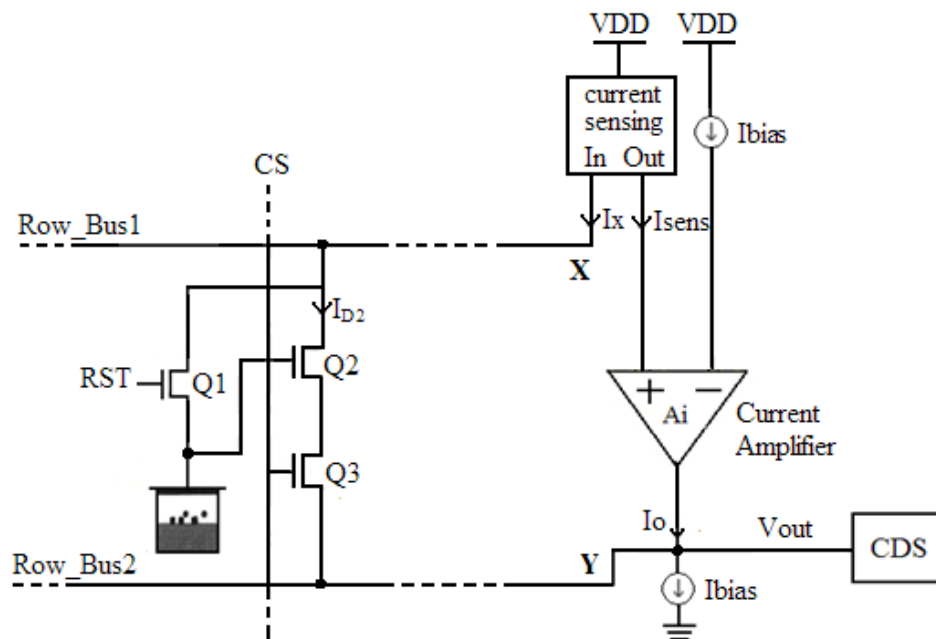 VDD VDD
current
sensing
In Out
Ibias
CS
Row_Bus1
Ix Isens
X
ID2
RST Q1 Q2
+ −
Ai
Current
Amplifier
Q3
Io Vout
CDS
Row_Bus2 Y
Ibias